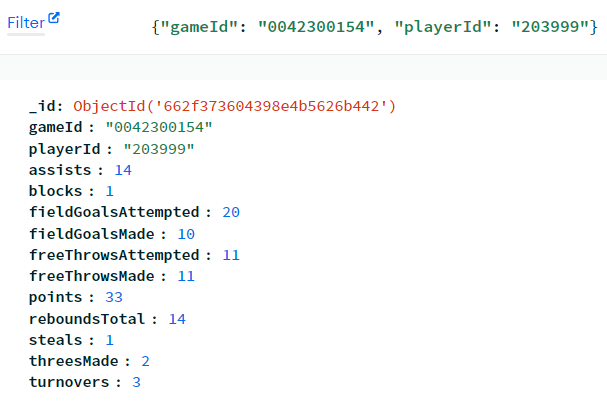 Filter {"gameId": "0042300154", "playerId": "203999"}
_id: ObjectId('662f373604398e4b5626b442')
gameId : "0042300154"
playerId : "203999"
assists : 14
blocks : 1
fieldGoalsAttempted : 20
fieldGoalsMade : 10
freeThrowsAttempted : 11
freeThrowsMade : 11
points : 33
reboundsTotal : 14
steals : 1
threesMade : 2
turnovers : 3